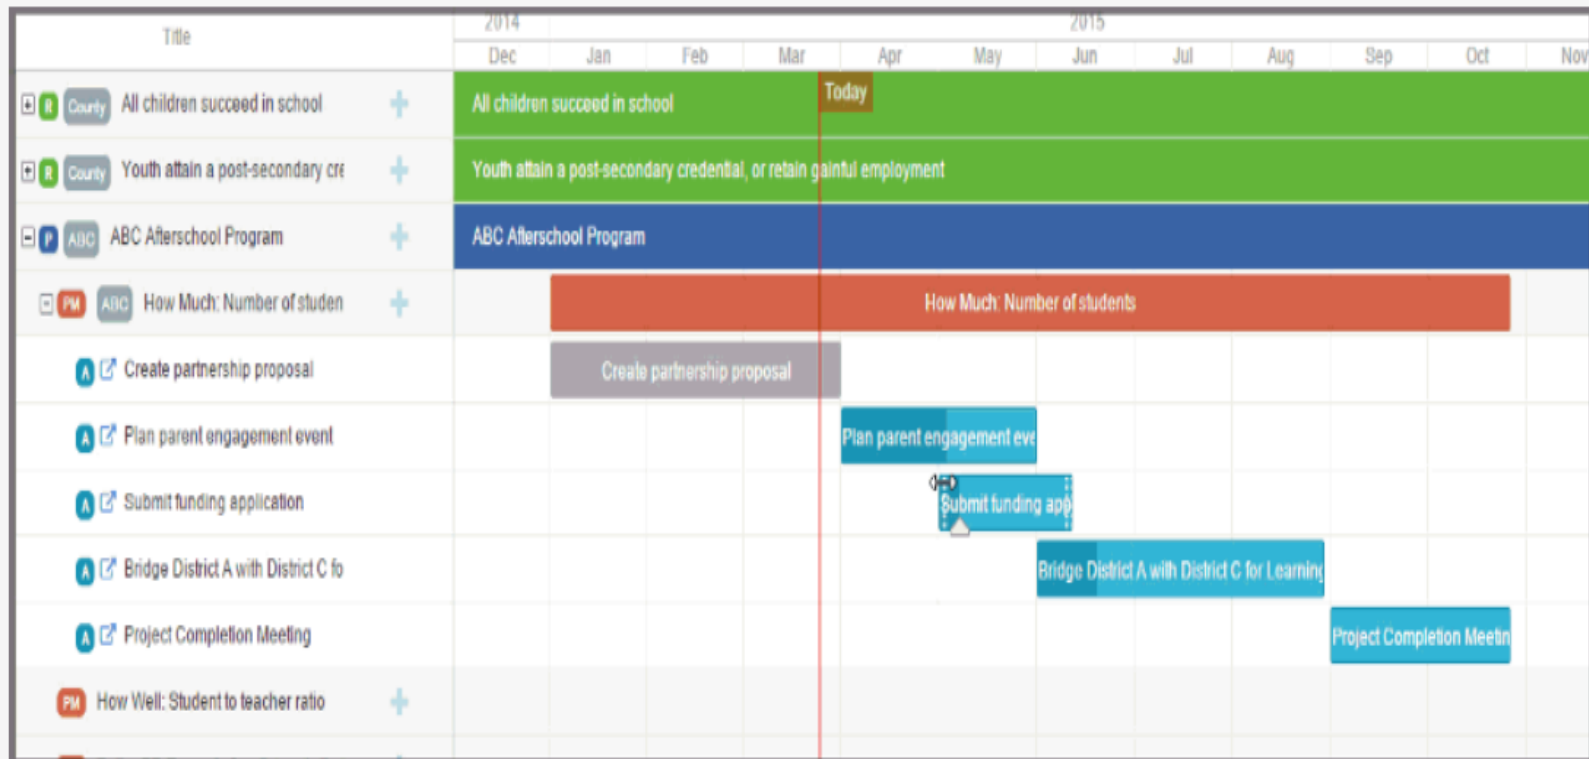 Title
2014
2015
Dec Jan Feb Mar Apr May Jun Jul Aug Sep Oct Nov
Today
R County All children succeed in school
All children succeed in school
R County Youth attain a post-secondary cre
Youth attain a post-secondary credential, or retain gainful employment
P ABC ABC Afterschool Program
ABC Afterschool Program
PM ABC How Much: Number of studen
How Much: Number of students
A Create partnership proposal
Create partnership proposal
A Plan parent engagement event
Plan parent engagement eve
A Submit funding application
Submit funding app
A Bridge District A with District C fo
Bridge District A with District C for Learning
A Project Completion Meeting
Project Completion Meetin
PM How Well: Student to teacher ratio